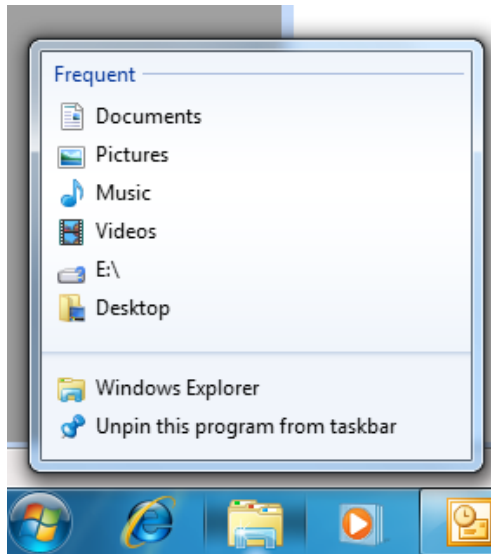 Frequent
Documents
Pictures
Music
Videos
E:\
Desktop
Windows Explorer
Unpin this program from taskbar